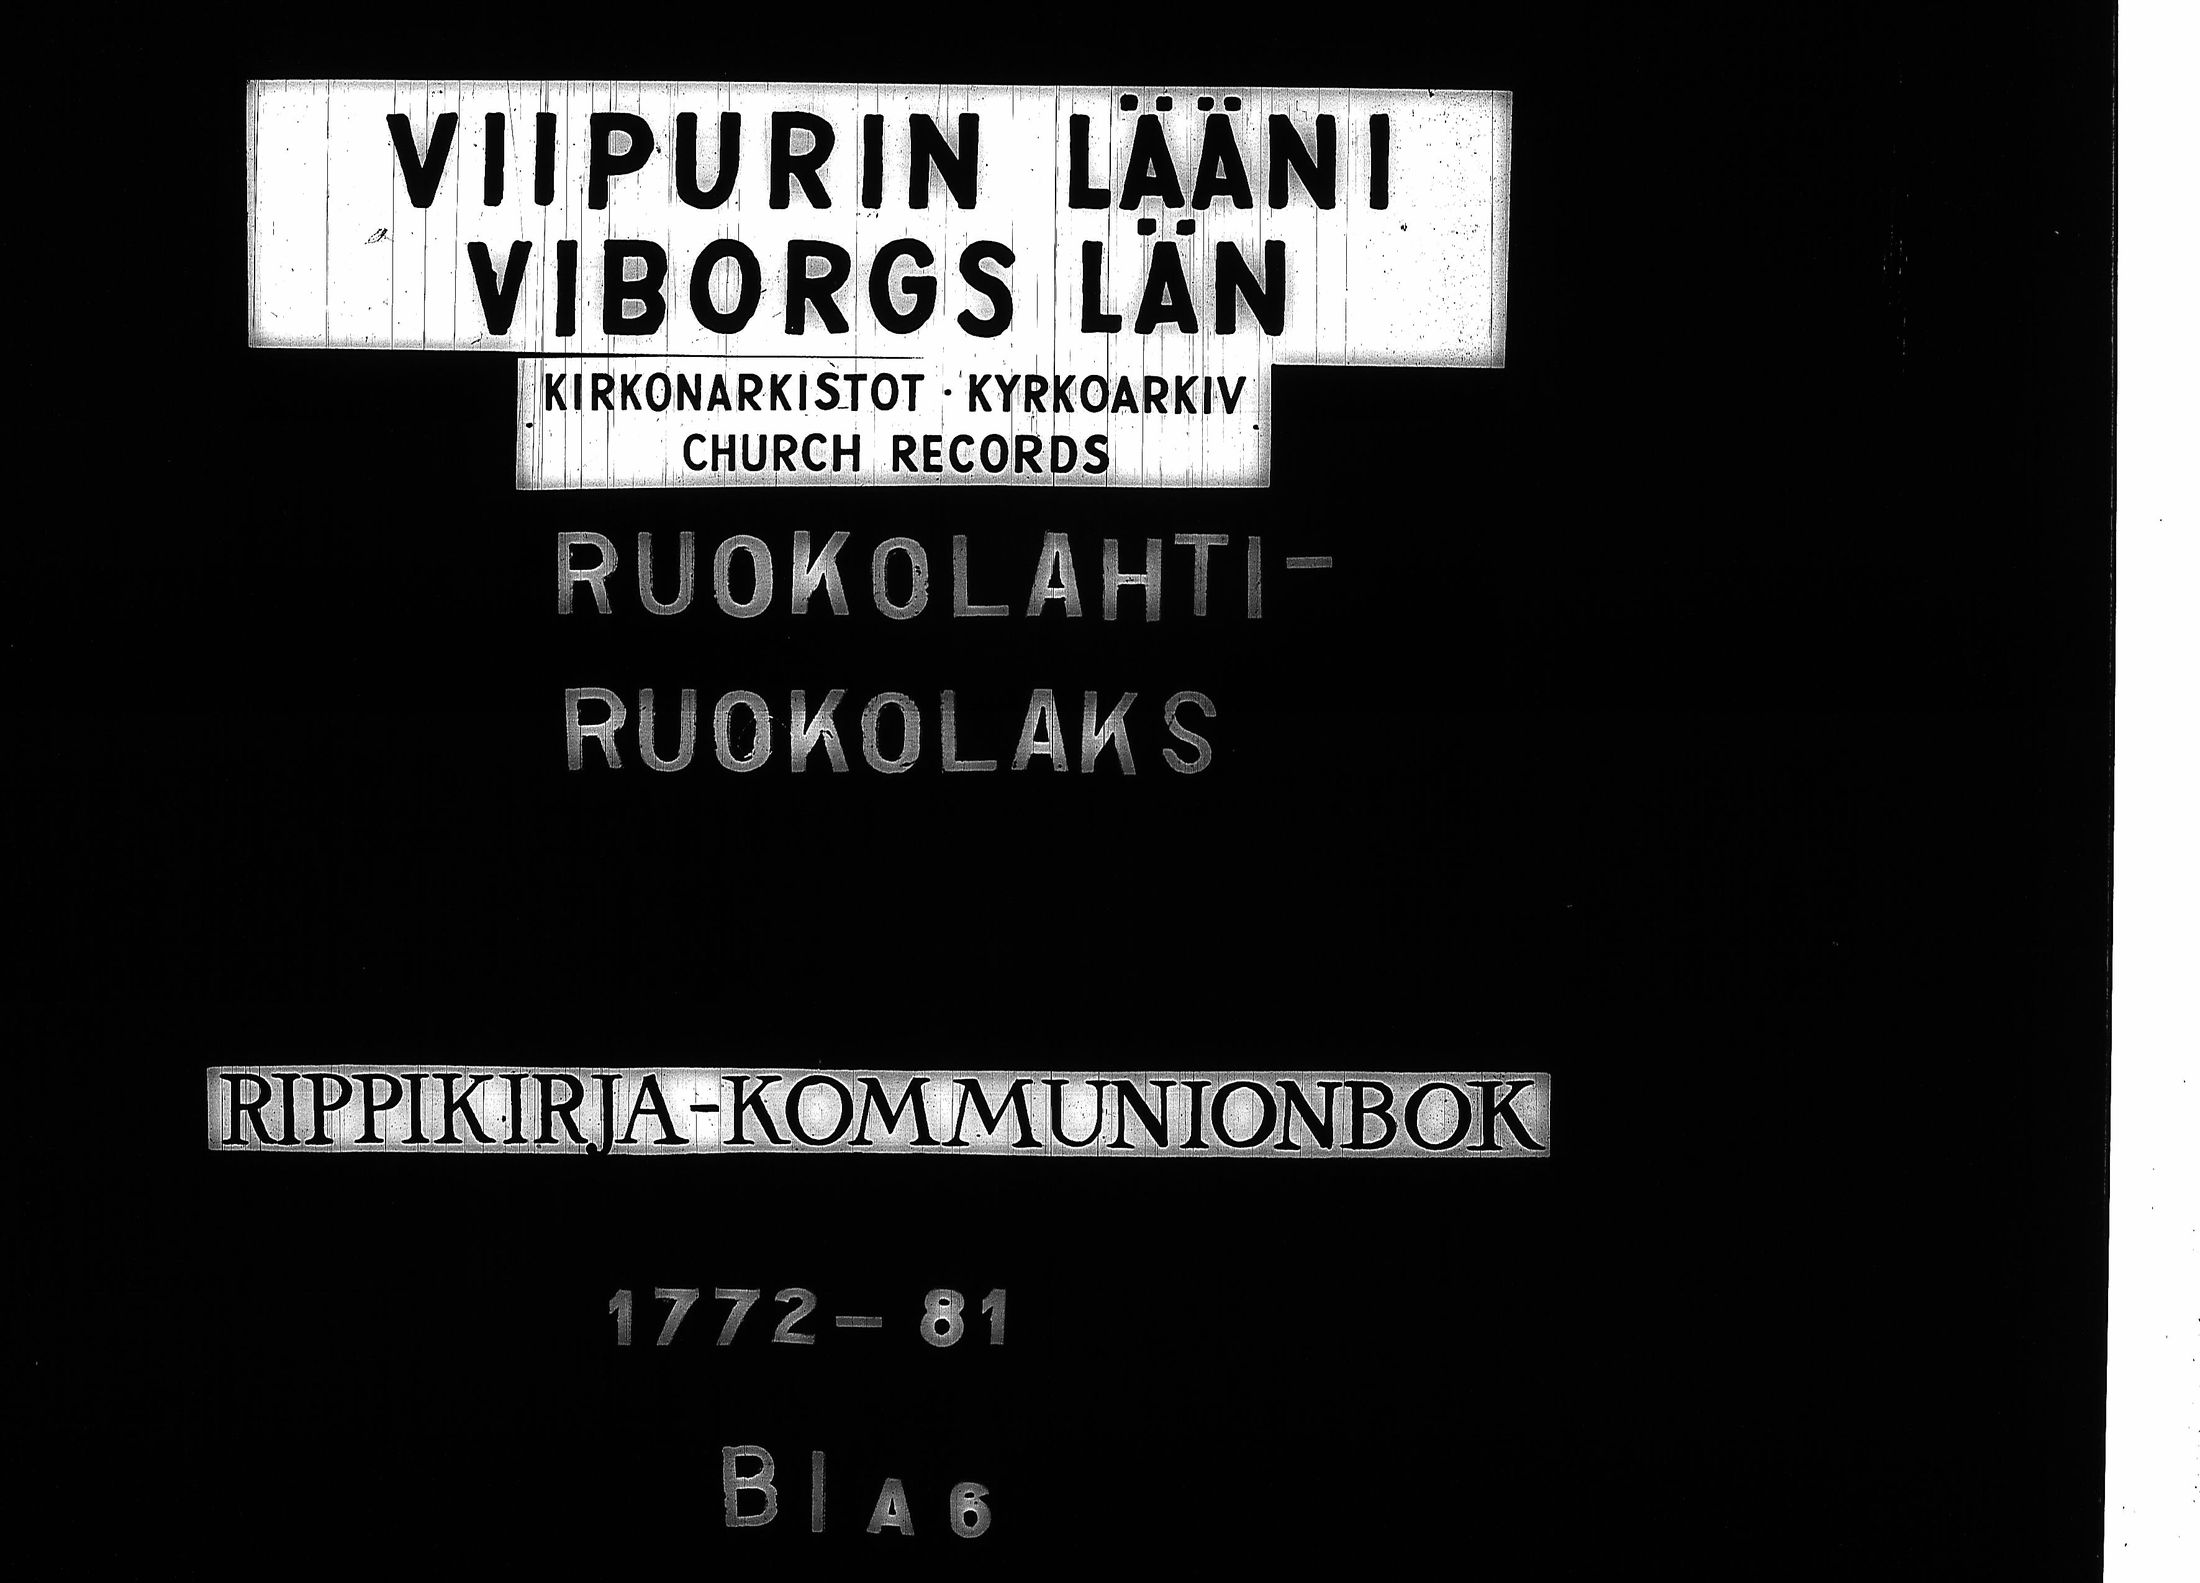 VIIPURIN LÄÄNI
VIBORGS LÄN
KIRKONARKISTOT · KYRKOARKIV
CHURCH RECORDS
RUOKOLAHTI-
RUOKOLAKS
RIPPIKIRJA-KOMMUNIONBOK
1772-81
BI A6